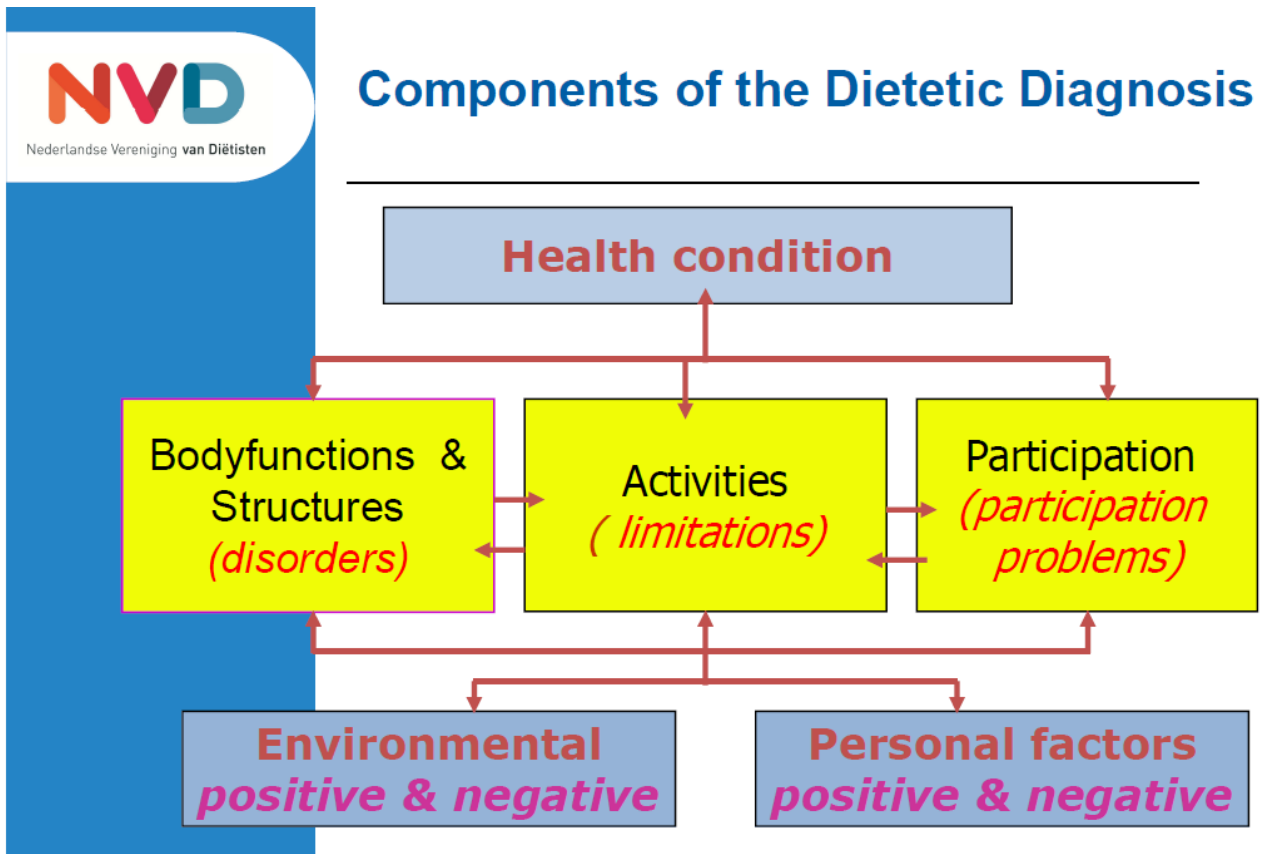 NVD
Nederlandse Vereniging van Diëtisten
Components of the Dietetic Diagnosis
Health condition
Bodyfunctions &
Structures
(disorders)
Activities
( limitations)
Participation
(participation
problems)
Environmental
positive & negative
Personal factors
positive & negative